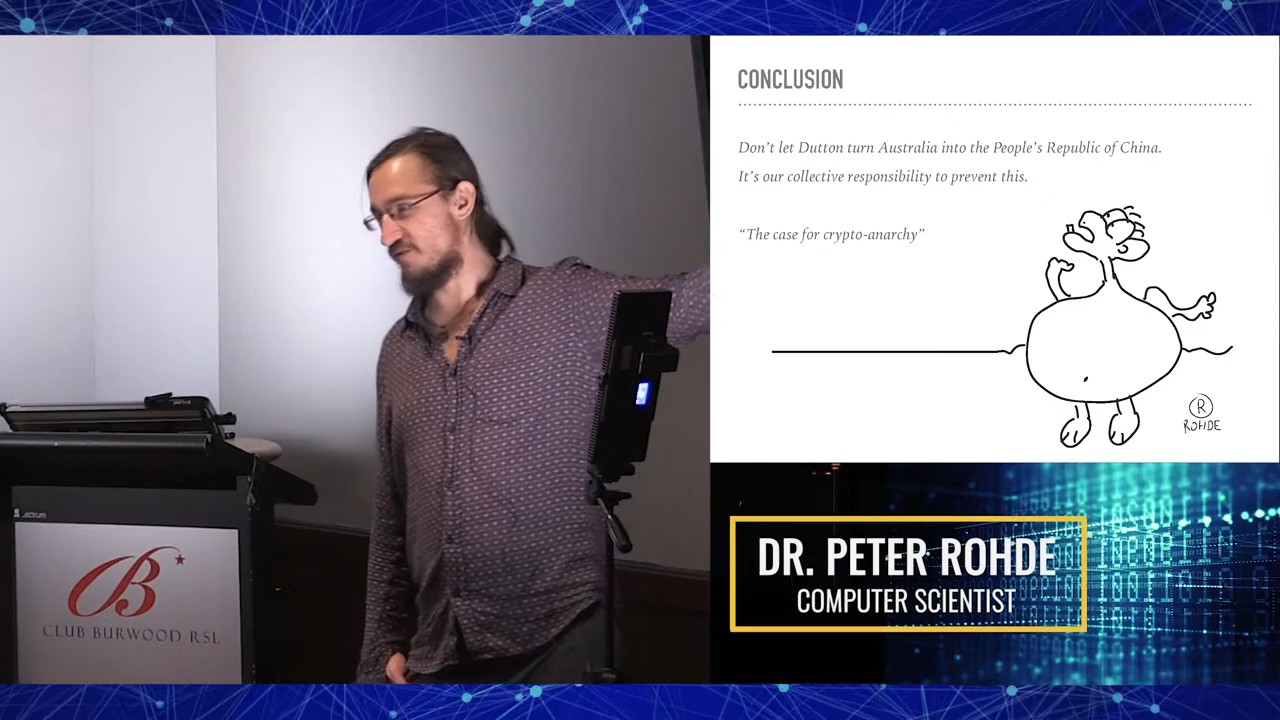 CONCLUSION
Don't let Dutton turn Australia into the People's Republic of China.
It's our collective responsibility to prevent this.
“The case for crypto-anarchy”
R
ROHDE
Lectrum
B
CLUB BURWOOD RSL
DR. PETER ROHDE
COMPUTER SCIENTIST